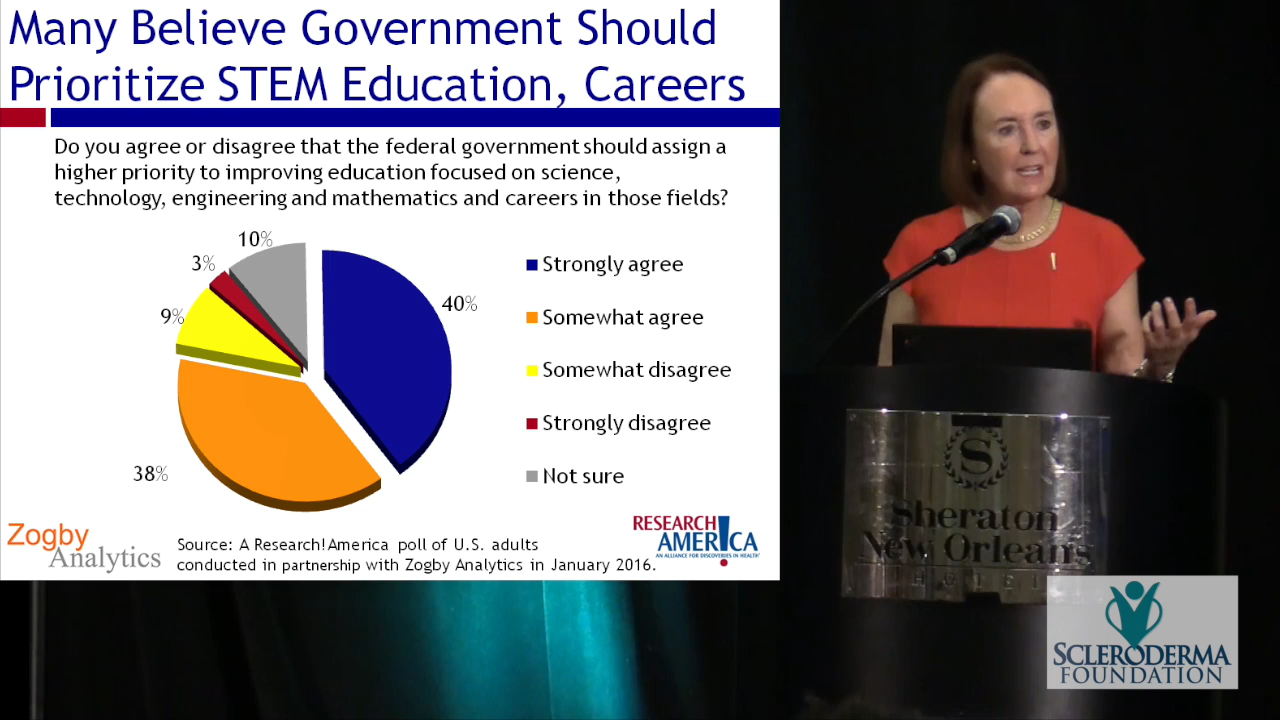 Many Believe Government Should
Prioritize STEM Education, Careers
Do you agree or disagree that the federal government should assign a
higher priority to improving education focused on science,
technology, engineering and mathematics and careers in those fields?
10%
3%
9%
40%
38%
Strongly agree
Somewhat agree
Somewhat disagree
Strongly disagree
Not sure
Zogby
Analytics
Source: A Research!America poll of U.S. adults
conducted in partnership with Zogby Analytics in January 2016.
RESEARCH!
AMERICA
AN ALLIANCE FOR DISCOVERIES IN HEALTH®
S
Sheraton
New Orleans
HOTEL
SCLERODERMA
FOUNDATION